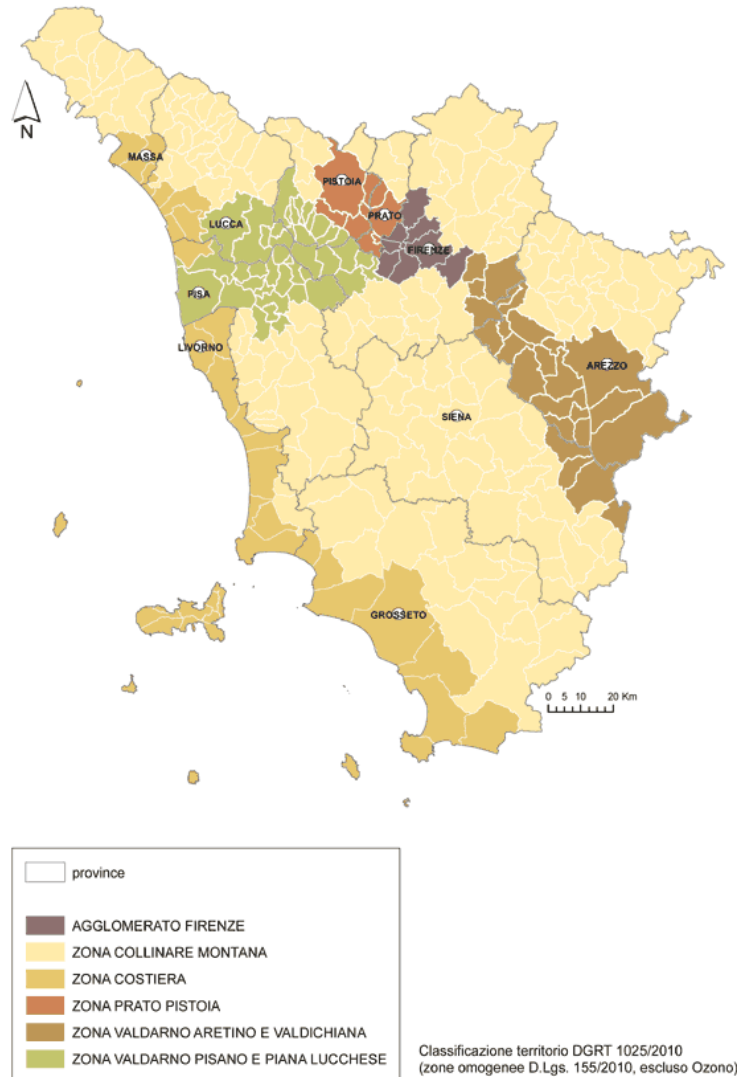 N
MASSA
PISTOIA
PRATO
LUCCA
FIRENZE
PISA
LIVORNO
AREZZO
SIENA
GROSSETO
0 5 10 20 Km
province
AGGLOMERATO FIRENZE
ZONA COLLINARE MONTANA
ZONA COSTIERA
ZONA PRATO PISTOIA
ZONA VALDARNO ARETINO E VALDICHIANA
ZONA VALDARNO PISANO E PIANA LUCCHESE
Classificazione territorio DGRT 1025/2010
(zone omogenee D.Lgs. 155/2010, escluso Ozono)